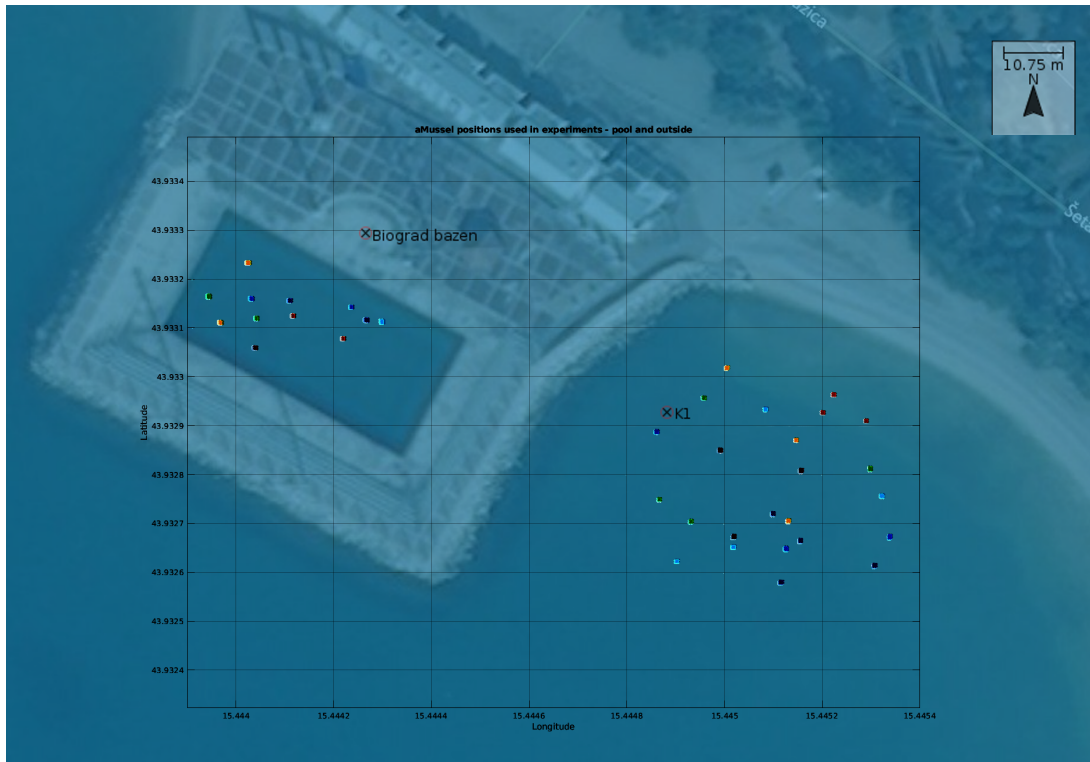 užica
10.75 m
N
Šeta
aMussel positions used in experiments - pool and outside
43.9334
43.9333
43.9332
43.9331
43.933
43.9329
43.9328
43.9327
43.9326
43.9325
43.9324
Latitude
Biograd bazen
K1
15.444
15.4442
15.4444
15.4446
15.4448
15.445
15.4452
15.4454
Longitude